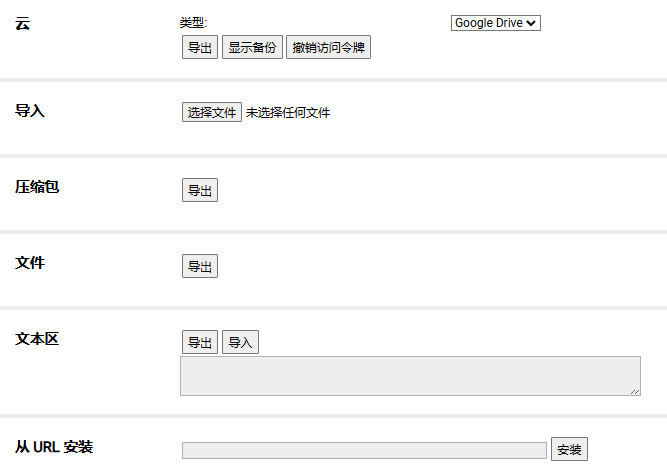 云 类型: Google Drive
导出 显示备份 撤销访问令牌
导入 选择文件 未选择任何文件
压缩包 导出
文件 导出
文本区 导出 导入
从 URL 安装 安装